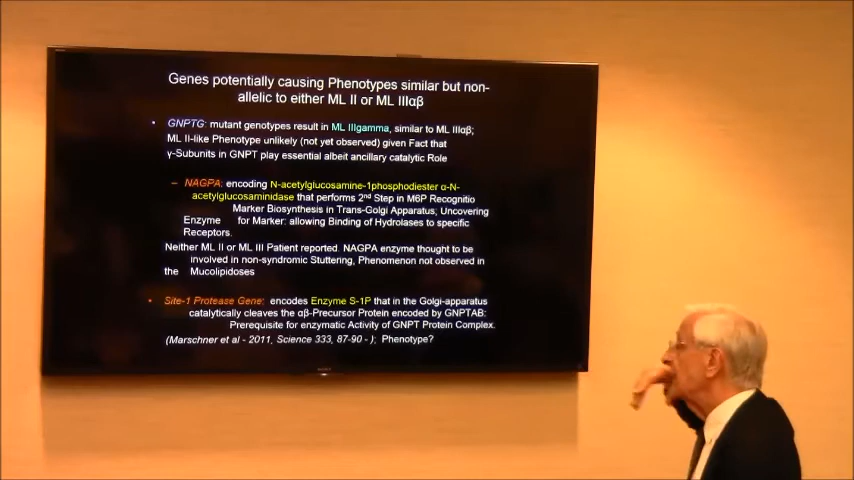 Genes potentially causing Phenotypes similar but non-
allelic to either ML II or ML IIIαβ
• GNPTG: mutant genotypes result in ML IIIgamma, similar to ML IIIαβ;
ML II-like Phenotype unlikely (not yet observed) given Fact that
γ-Subunits in GNPT play essential albeit ancillary catalytic Role
– NAGPA: encoding N-acetylglucosamine-1phosphodiester α-N-
acetylglucosaminidase that performs 2nd Step in M6P Recognitio
Marker Biosynthesis in Trans-Golgi Apparatus; Uncovering
Enzyme for Marker: allowing Binding of Hydrolases to specific
Receptors.
Neither ML II or ML III Patient reported. NAGPA enzyme thought to be
involved in non-syndromic Stuttering, Phenomenon not observed in
the Mucolipidoses
• Site-1 Protease Gene: encodes Enzyme S-1P that in the Golgi-apparatus
catalytically cleaves the αβ-Precursor Protein encoded by GNPTAB:
Prerequisite for enzymatic Activity of GNPT Protein Complex.
(Marschner et al - 2011, Science 333, 87-90 - ); Phenotype?